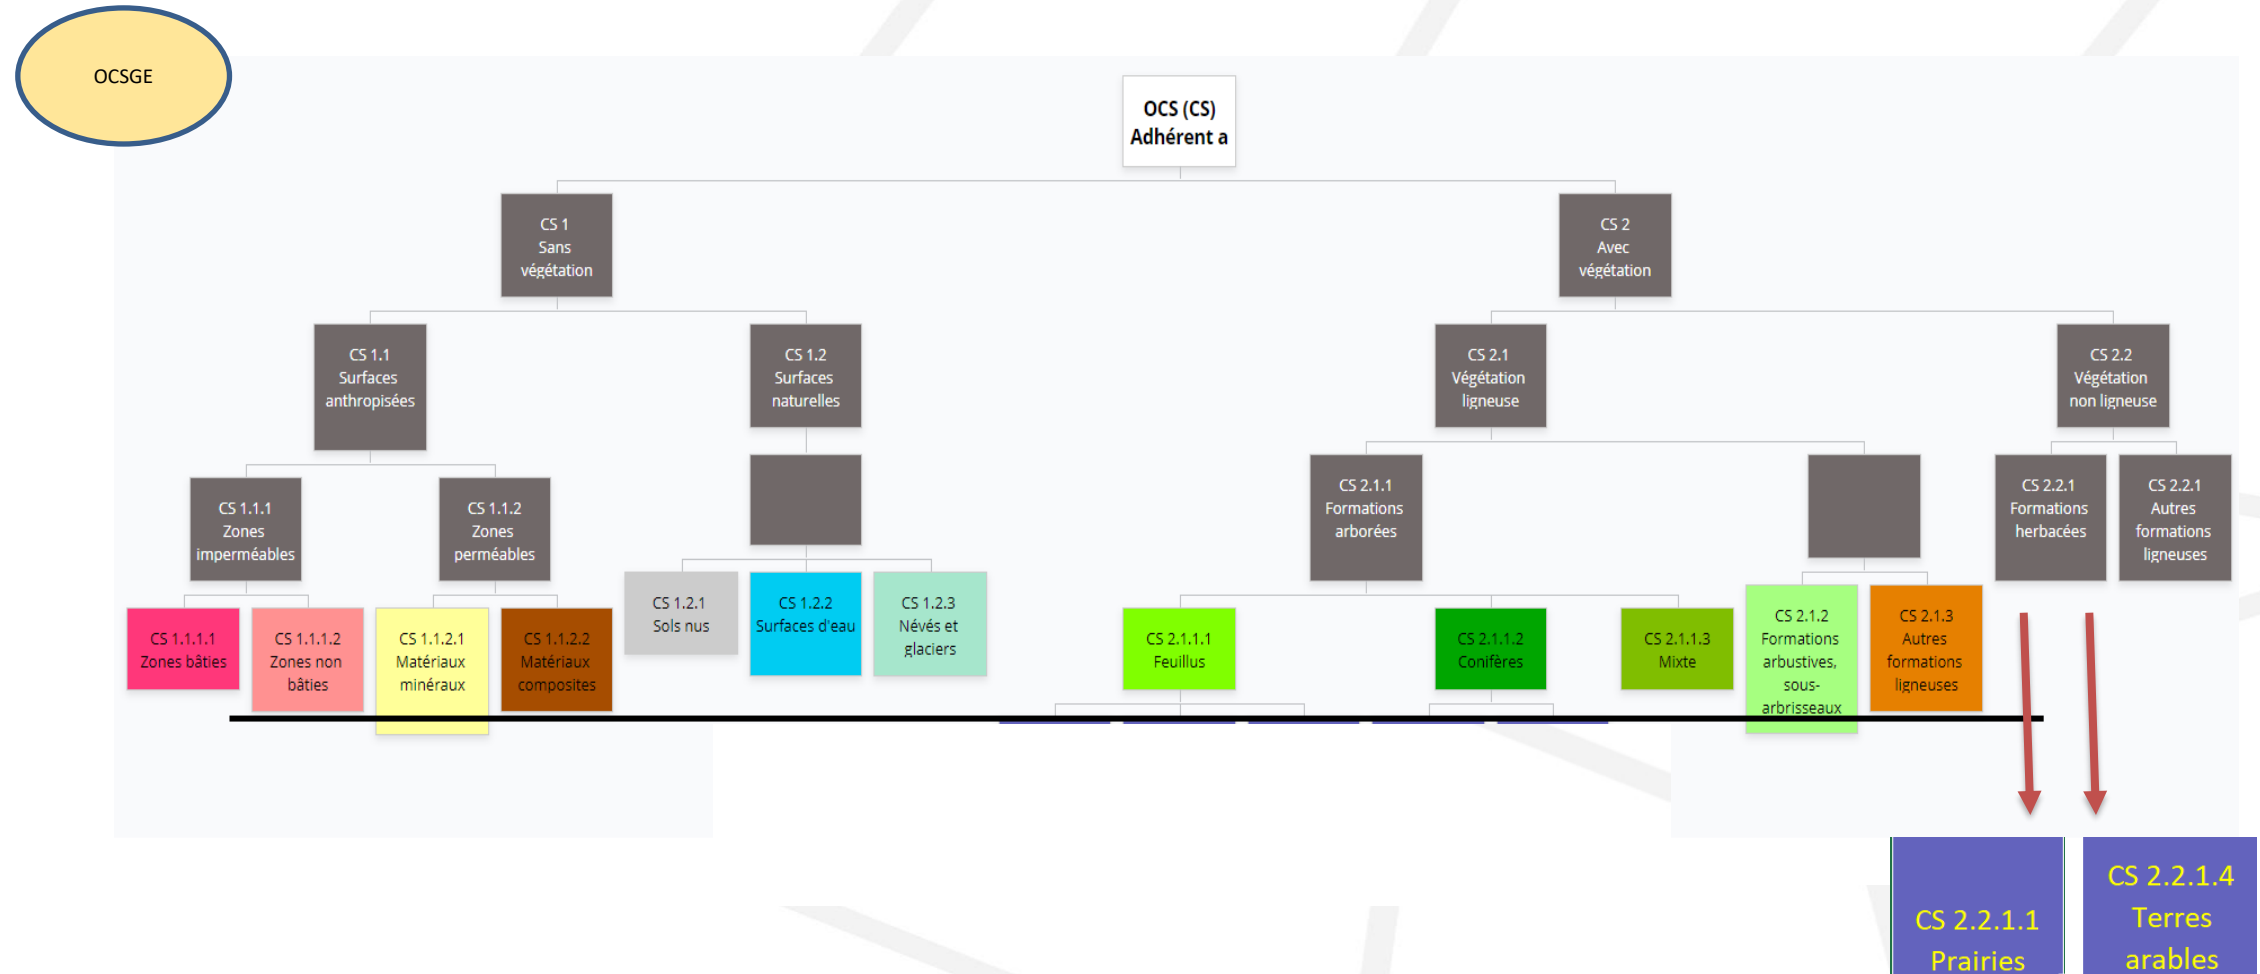 OCSGE
OCS (CS)
Adhérent a
CS 1
Sans
végétation
CS 2
Avec
végétation
CS 1.1
Surfaces
anthropisées
CS 1.2
Surfaces
naturelles
CS 2.1
Végétation
ligneuse
CS 2.2
Végétation
non ligneuse
CS 1.1.1
Zones
imperméables
CS 1.1.2
Zones
perméables
CS 2.1.1
Formations
arborées
CS 2.2.1
Formations
herbacées
CS 2.2.1
Autres
formations
ligneuses
CS 1.1.1.1
Zones bâties
CS 1.1.1.2
Zones non
bâties
CS 1.1.2.1
Matériaux
minéraux
CS 1.1.2.2
Matériaux
composites
CS 1.2.1
Sols nus
CS 1.2.2
Surfaces d'eau
CS 1.2.3
Névés et
glaciers
CS 2.1.1.1
Feuillus
CS 2.1.1.2
Conifères
CS 2.1.1.3
Mixte
CS 2.1.2
Formations
arbustives,
sous-
arbrisseaux
CS 2.1.3
Autres
formations
ligneuses
CS 2.2.1.1
Prairies
CS 2.2.1.4
Terres
arables